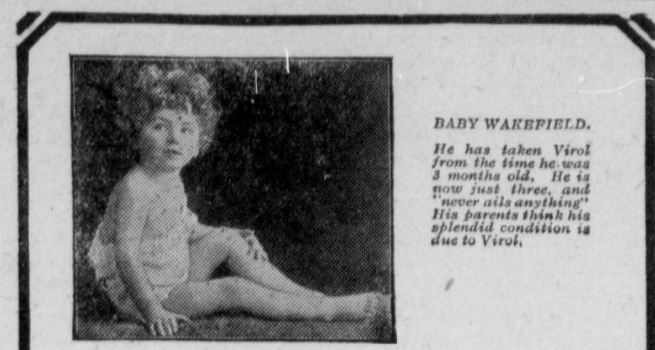 BABY WAKEFIELD.
He has taken Virol
from the time he was
3 months old. He is
now just three, and
"never ails anything"
His parents think his
splendid condition is
due to Virol.